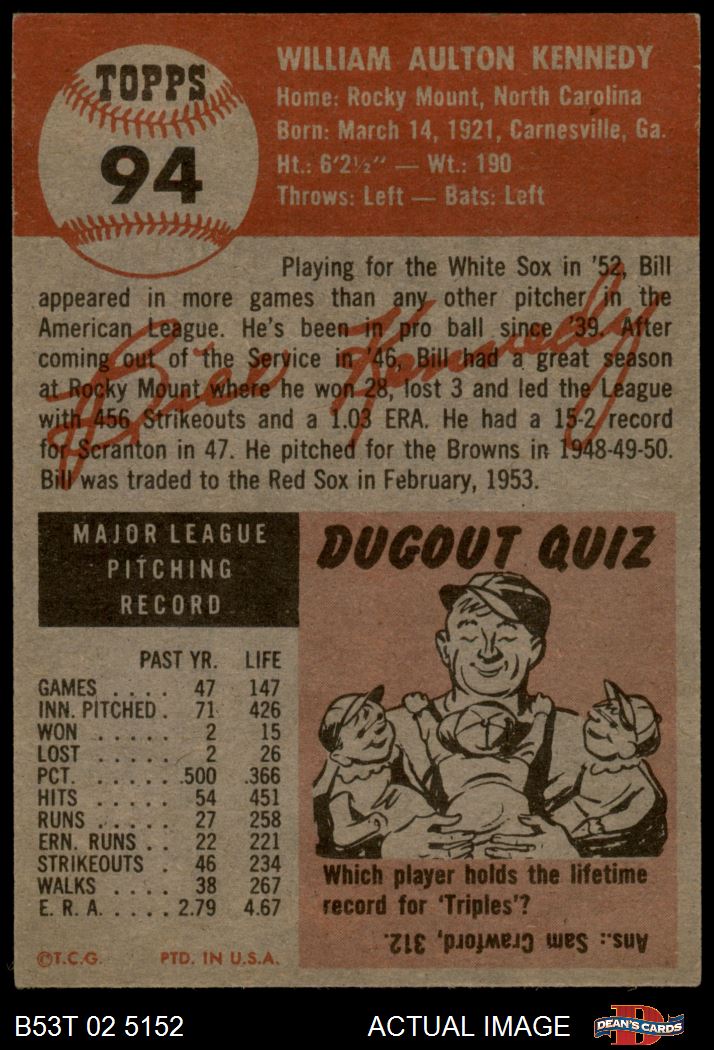 TOPPS
94
WILLIAM AULTON KENNEDY
Home: Rocky Mount, North Carolina
Born: March 14, 1921, Carnesville, Ga.
Ht.: 6'2½" — Wt.: 190
Throws: Left — Bats: Left
Playing for the White Sox in '52, Bill
appeared in more games than any other pitcher in the
American League. He's been in pro ball since '39. After
coming out of the Service in '46, Bill had a great season
at Rocky Mount where he won 28, lost 3 and led the League
with 456 Strikeouts and a 1.03 ERA. He had a 15-2 record
for Scranton in 47. He pitched for the Browns in 1948-49-50.
Bill was traded to the Red Sox in February, 1953.
Bill Kennedy
MAJOR LEAGUE
PITCHING
RECORD
PAST YR. LIFE
GAMES .... 47 147
INN. PITCHED . 71 426
WON ..... 2 15
LOST ..... 2 26
PCT. ..... .500 .366
HITS ..... 54 451
RUNS ..... 27 258
ERN. RUNS .. 22 221
STRIKEOUTS . 46 234
WALKS .... 38 267
E. R. A. .... 2.79 4.67
©T.C.G. PTD. IN U.S.A.
DUGOUT QUIZ
Which player holds the lifetime
record for 'Triples'?
Ans.: Sam Crawford, 312.
B53T 02 5152 ACTUAL IMAGE
D
DEAN'S CARDS